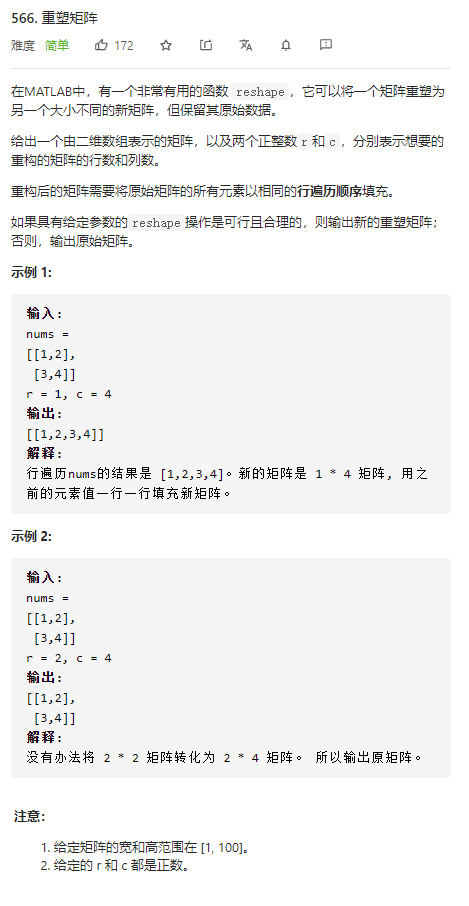 566. 重塑矩阵
难度 简单 172
在MATLAB中，有一个非常有用的函数 reshape ，它可以将一个矩阵重塑为
另一个大小不同的新矩阵，但保留其原始数据。
给出一个由二维数组表示的矩阵，以及两个正整数 r 和 c ，分别表示想要的
重构的矩阵的行数和列数。
重构后的矩阵需要将原始矩阵的所有元素以相同的行遍历顺序填充。
如果具有给定参数的 reshape 操作是可行且合理的，则输出新的重塑矩阵；
否则，输出原始矩阵。
示例 1:
输入:
nums =
[[1,2],
[3,4]]
r = 1, c = 4
输出:
[[1,2,3,4]]
解释:
行遍历nums的结果是 [1,2,3,4]。新的矩阵是 1 * 4 矩阵, 用之
前的元素值一行一行填充新矩阵。
示例 2:
输入:
nums =
[[1,2],
[3,4]]
r = 2, c = 4
输出:
[[1,2],
[3,4]]
解释:
没有办法将 2 * 2 矩阵转化为 2 * 4 矩阵。 所以输出原矩阵。
注意：
1. 给定矩阵的宽和高范围在 [1, 100]。
2. 给定的 r 和 c 都是正数。